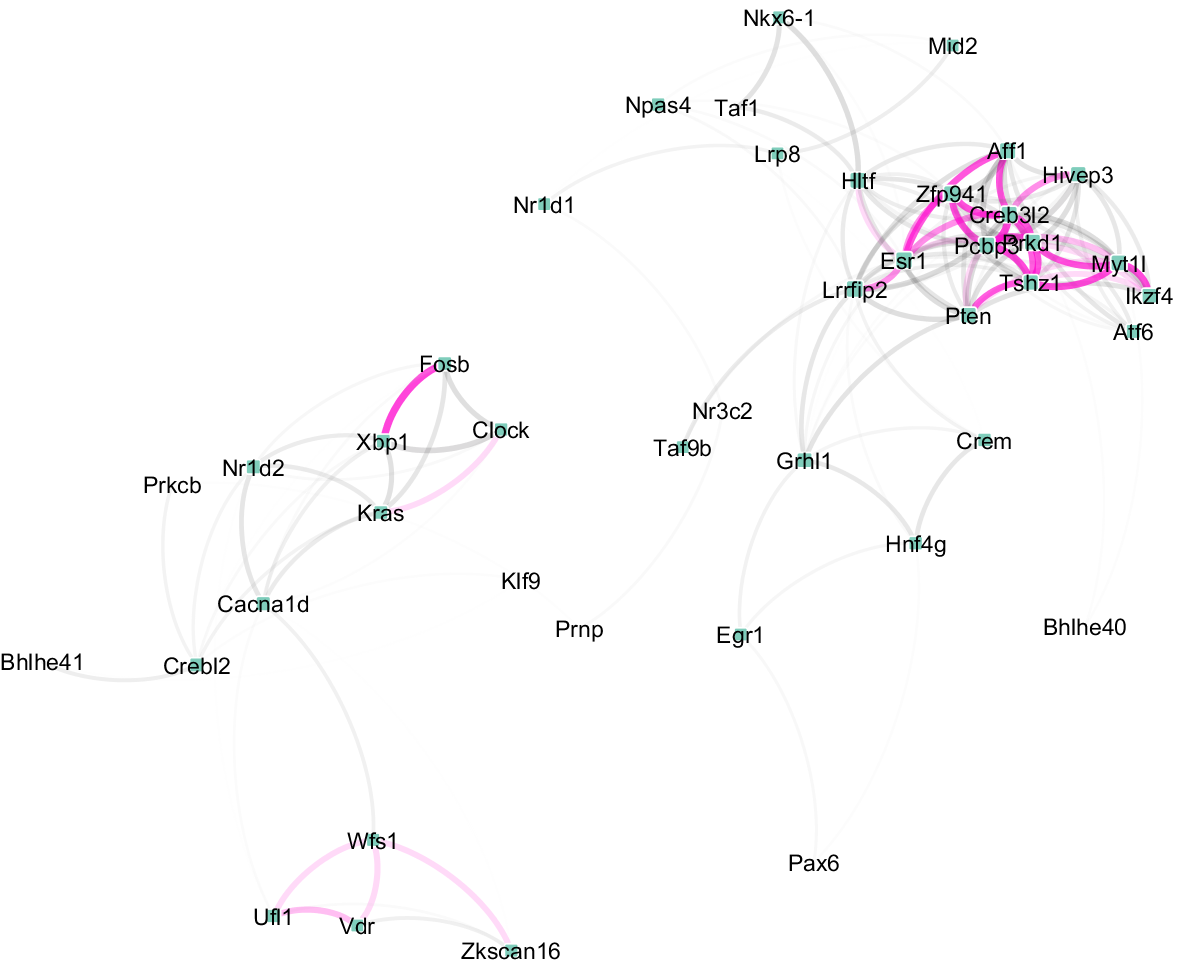 Nkx6-1
Mid2
Npas4
Taf1
Lrp8
Aff1
Hltf
Hivep3
Zfp941
Nr1d1
Creb3l2
Pcbp3
Prkd1
Esr1
Myt1l
Tshz1
Lrrfip2
Ikzf4
Pten
Atf6
Fosb
Nr3c2
Clock
Xbp1
Crem
Taf9b
Grhl1
Nr1d2
Prkcb
Kras
Hnf4g
Klf9
Cacna1d
Prnp
Bhlhe40
Egr1
Bhlhe41
Crebl2
Wfs1
Pax6
Ufl1
Vdr
Zkscan16